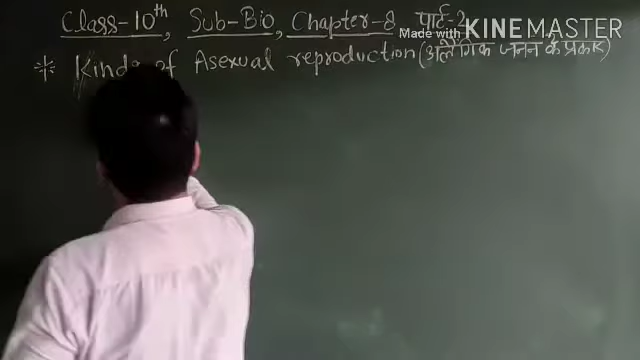 Class-10th, Sub-Bio, Chapter-8, पार्ट-2
Made with KINEMASTER
* Kinds of Asexual reproduction (अलैंगिक जनन के प्रकार)